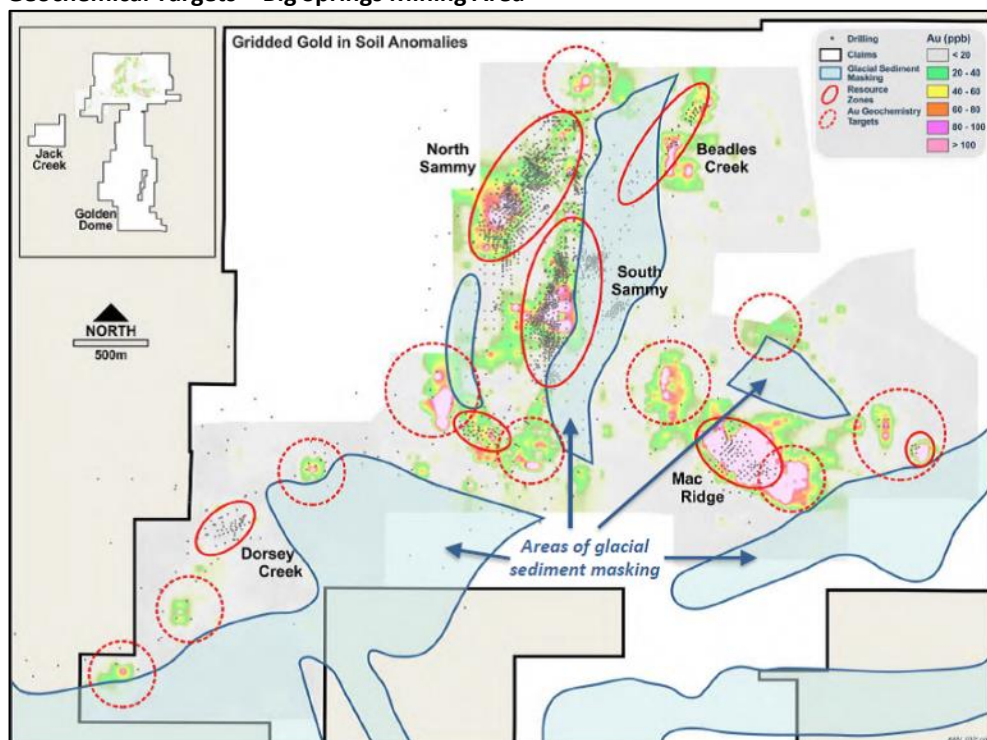 Geochemical Targets – Big Springs Mining Area
Gridded Gold in Soil Anomalies
Drilling
Claims
Glacial Sediment
Masking
Resource
Zones
Au Geochemistry
Targets
Au (ppb)
< 20
20 - 40
40 - 60
60 - 80
80 - 100
> 100
Jack
Creek
Golden
Dome
North
Sammy
Beadles
Creek
South
Sammy
NORTH
500m
Mac
Ridge
Dorsey
Creek
Areas of glacial
sediment masking